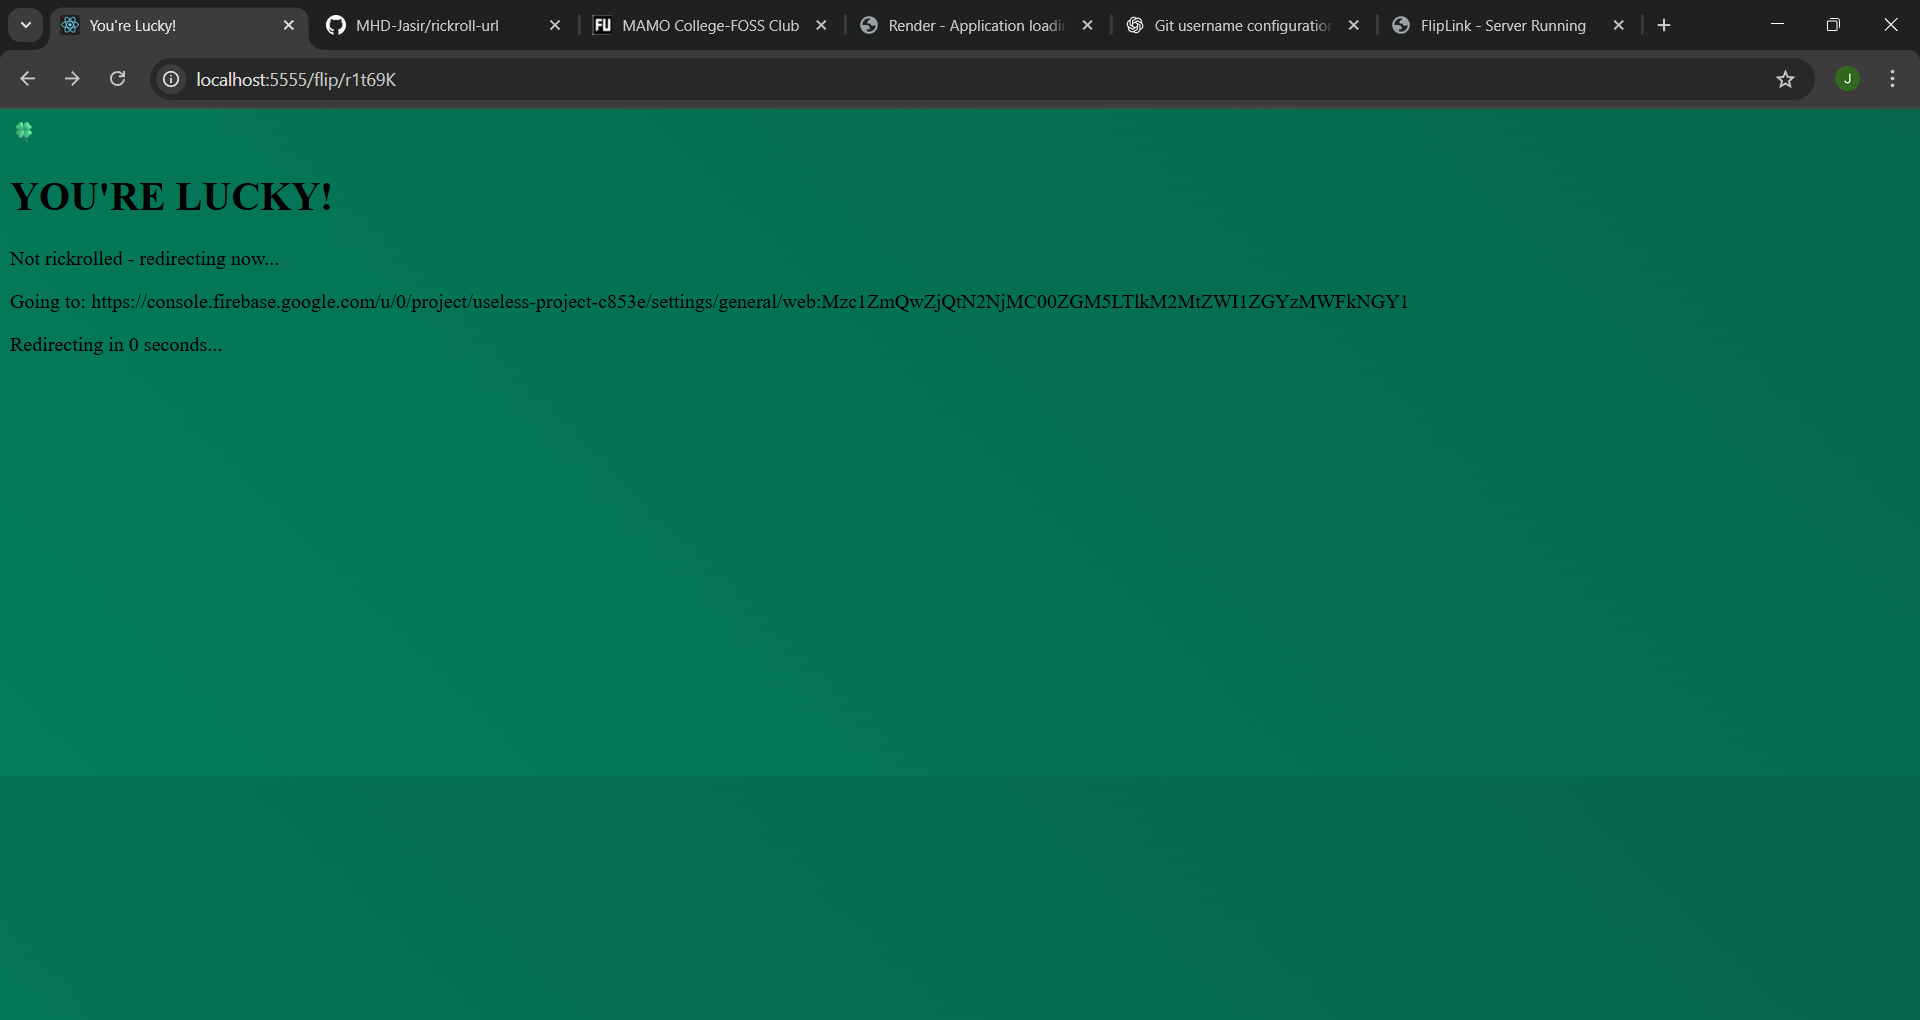 You're Lucky!
MHD-Jasir/rickroll-url
MAMO College-FOSS Club
Render - Application loadi
Git username configuratio
FlipLink - Server Running
localhost:5555/flip/r1t69K
J
YOU'RE LUCKY!
Not rickrolled - redirecting now...
Going to: https://console.firebase.google.com/u/0/project/useless-project-c853e/settings/general/web:Mzc1ZmQwZjQtN2NjMC00ZGM5LTlkM2MtZWI1ZGYzMWFkNGY1
Redirecting in 0 seconds...